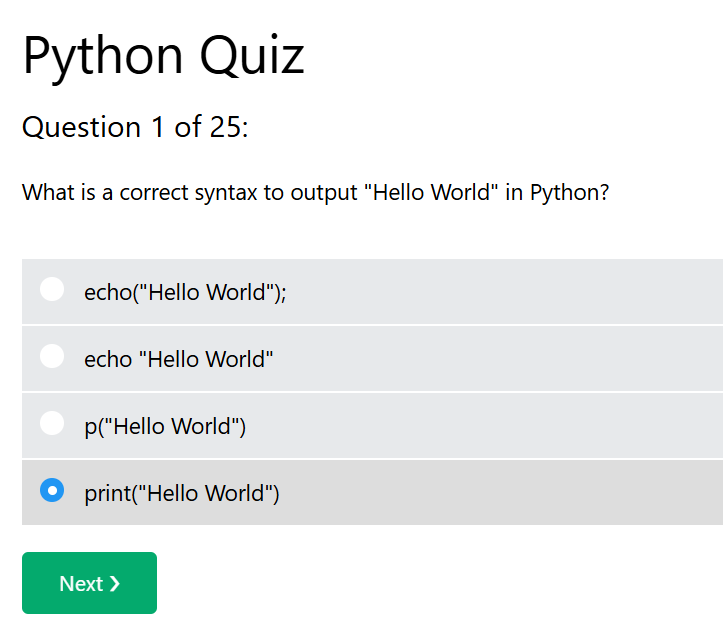 Python Quiz
Question 1 of 25:
What is a correct syntax to output "Hello World" in Python?
echo("Hello World");
echo "Hello World"
p("Hello World")
print("Hello World")
Next ❯